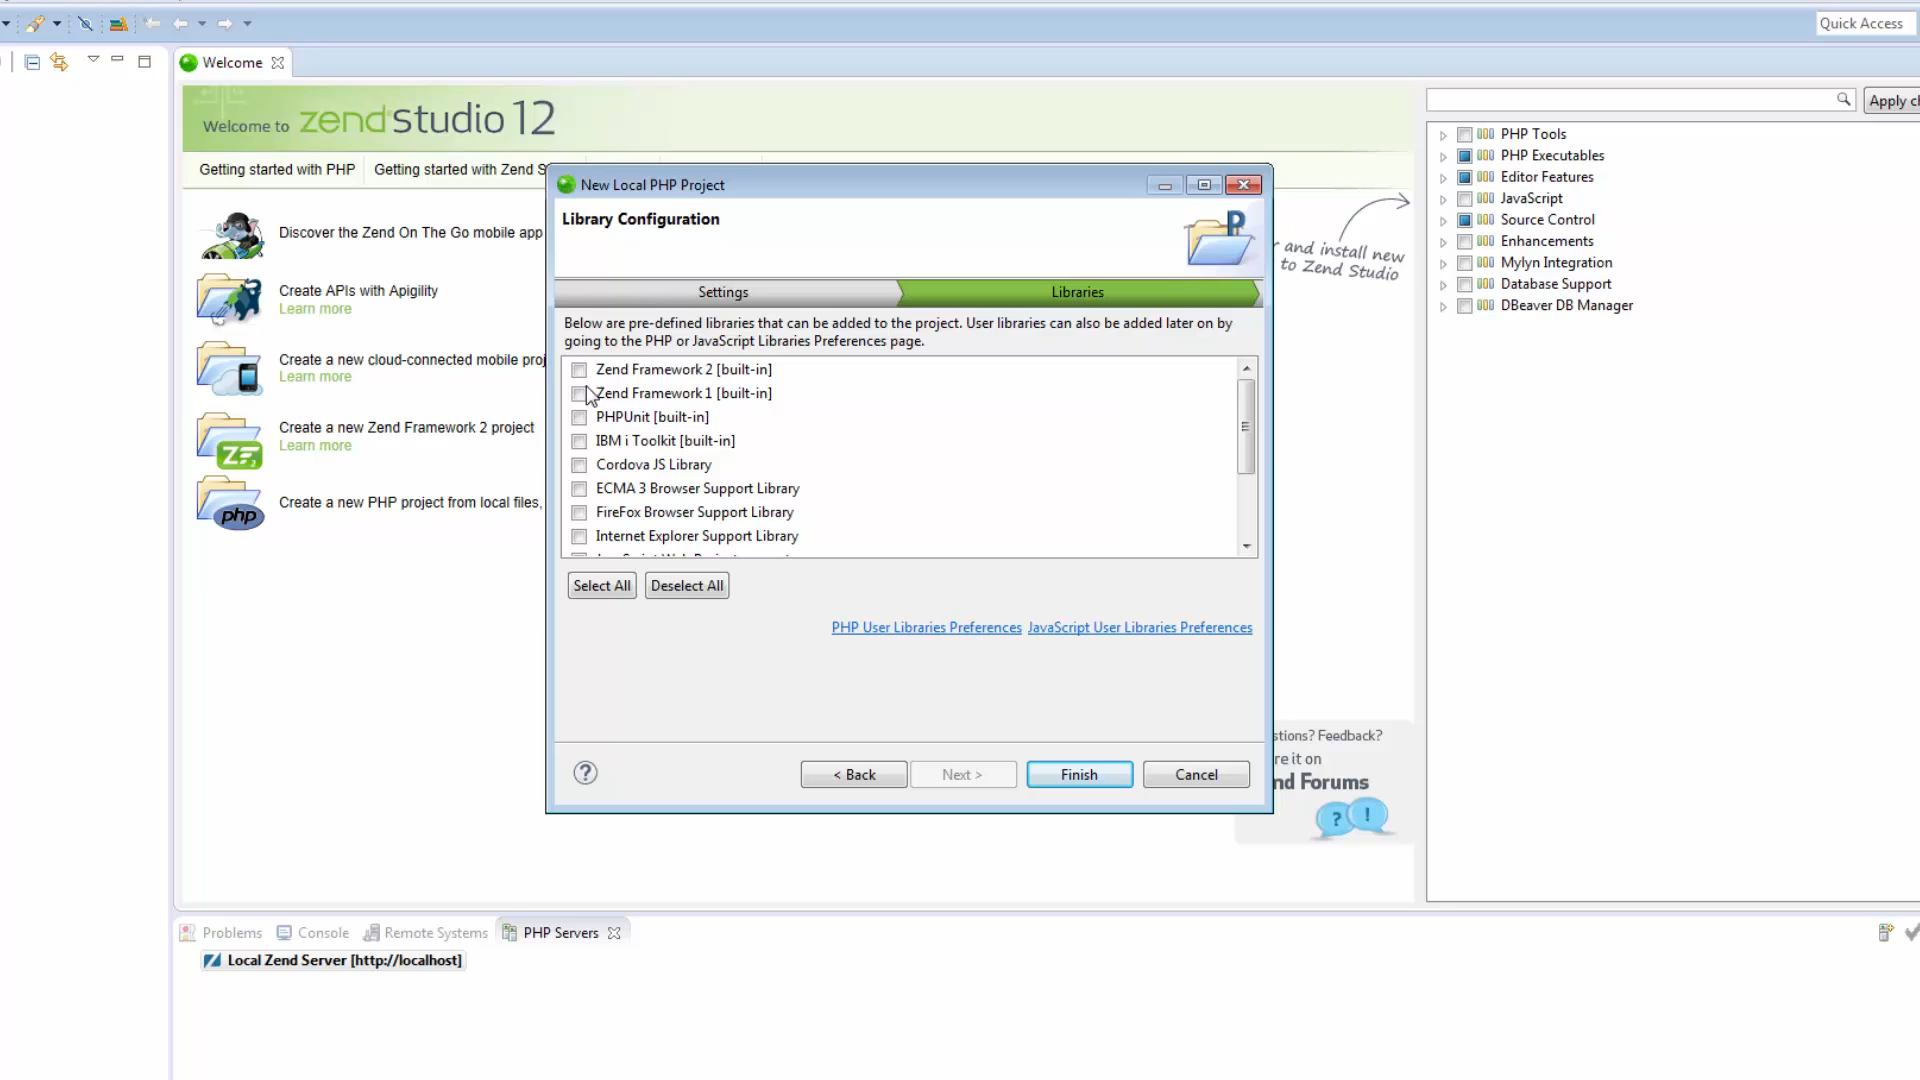 Quick Access
Welcome
Welcome to zendstudio 12
Apply
Getting started with PHP
Getting started with Zend S
Discover the Zend On The Go mobile app
Create APIs with Apigility
Learn more
Create a new cloud-connected mobile
Learn more
Create a new Zend Framework 2 project
Learn more
Create a new PHP project from local files,
php
and install new
to Zend Studio
PHP Tools
PHP Executables
Editor Features
JavaScript
Source Control
Enhancements
Mylyn Integration
Database Support
DBeaver DB Manager
New Local PHP Project
Library Configuration
Settings
Libraries
Below are pre-defined libraries that can be added to the project. User libraries can also be added later on by
going to the PHP or JavaScript Libraries Preferences page.
Zend Framework 2 [built-in]
Zend Framework 1 [built-in]
PHPUnit [built-in]
IBM i Toolkit [built-in]
Cordova JS Library
ECMA 3 Browser Support Library
FireFox Browser Support Library
Internet Explorer Support Library
Select All
Deselect All
PHP User Libraries Preferences
JavaScript User Libraries Preferences
< Back
Next >
Finish
Cancel
stions? Feedback?
re it on
nd Forums
Problems
Console
Remote Systems
PHP Servers
Local Zend Server [http://localhost]